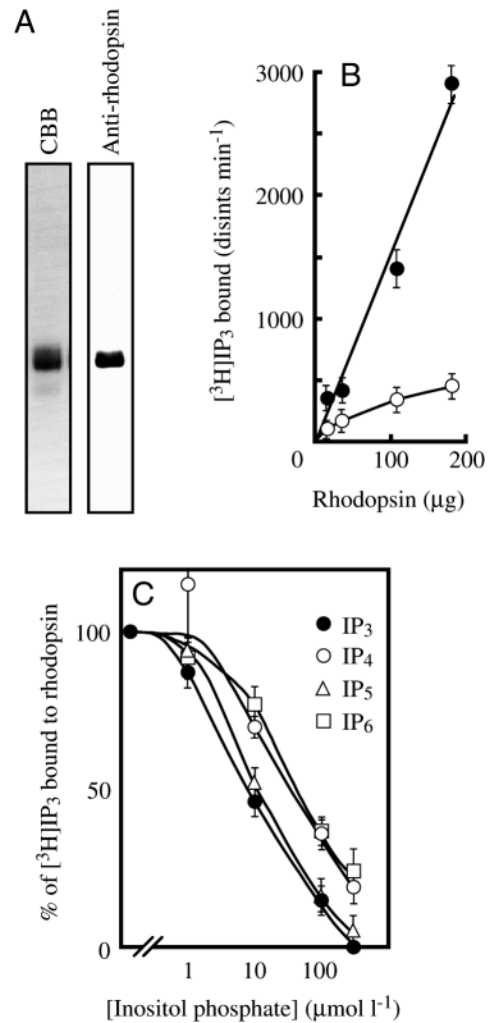 A
CBB
Anti-rhodopsin
B
[³H]IP₃ bound (disints min⁻¹)
3000
2000
1000
0
100
200
Rhodopsin (μg)
C
% of [³H]IP₃ bound to rhodopsin
100
50
0
IP₃
IP₄
IP₅
IP₆
1
10
100
[Inositol phosphate] (μmol l⁻¹)